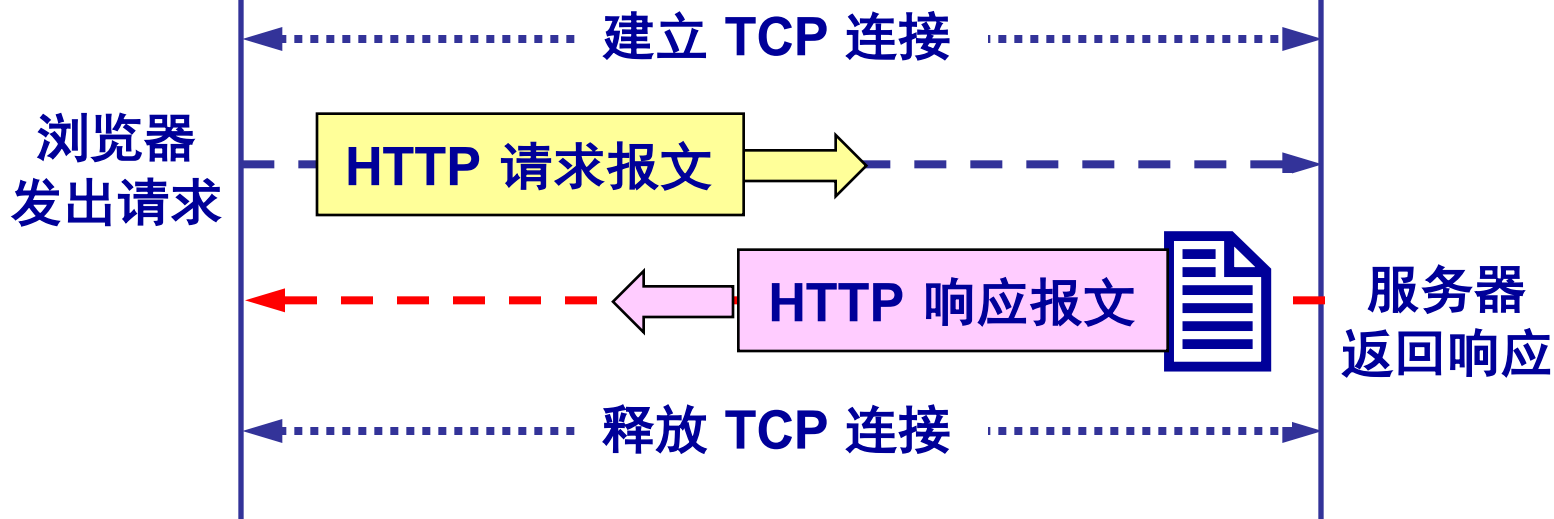 建立 TCP 连接
浏览器
发出请求
HTTP 请求报文
HTTP 响应报文
服务器
返回响应
释放 TCP 连接